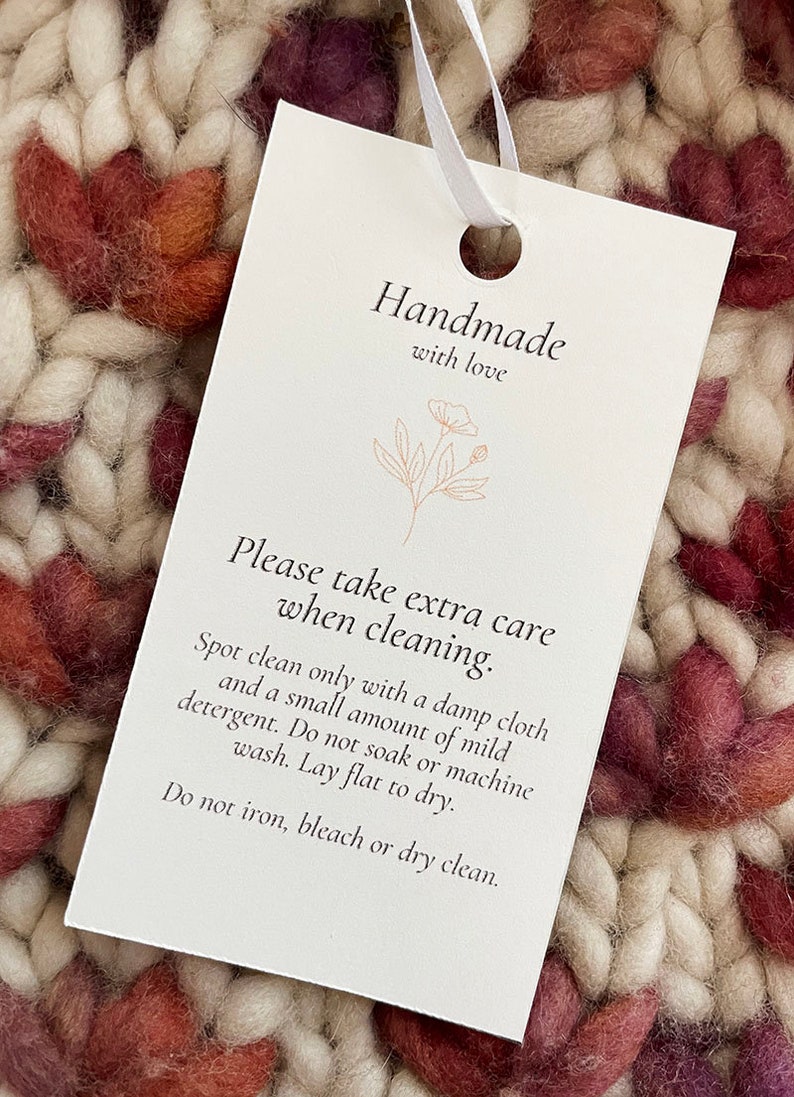 Handmade
with love
Please take extra care
when cleaning.
Spot clean only with a damp cloth
and a small amount of mild
detergent. Do not soak or machine
wash. Lay flat to dry.
Do not iron, bleach or dry clean.